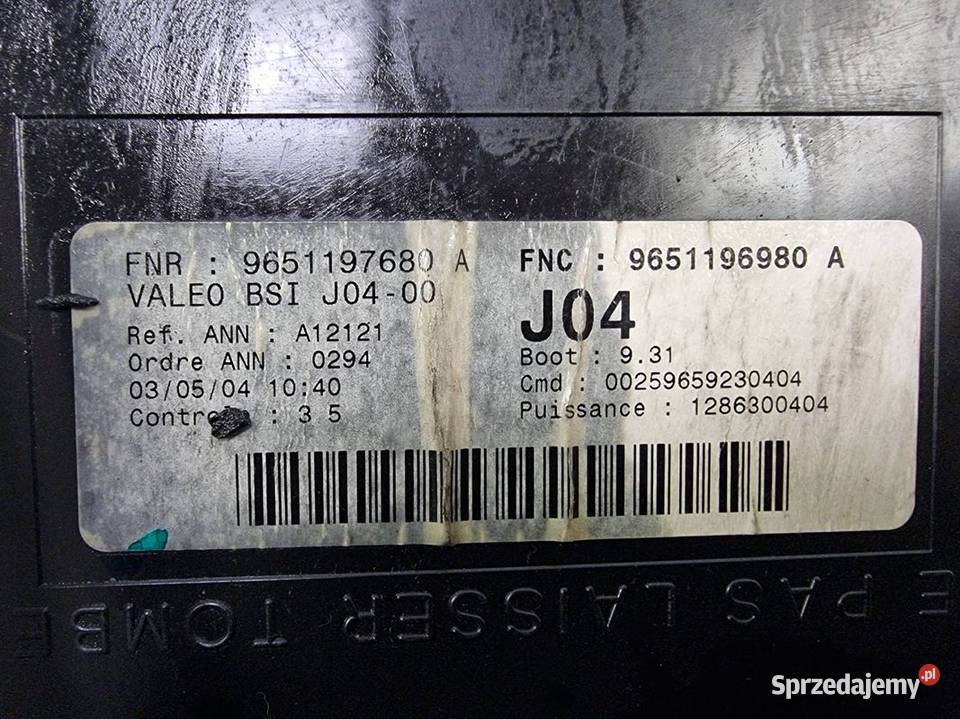 FNR : 9651197680 A
VALEO BSI J04-00
Ref. ANN : A12121
Ordre ANN : 0294
03/05/04 10:40
: 3 5
FNC : 9651196980 A
J04
Boot : 9.31
Cmd : 00259659230404
Puissance : 1286300404
E PAS LAISSER TOMBE
Sprzedajemy.pl